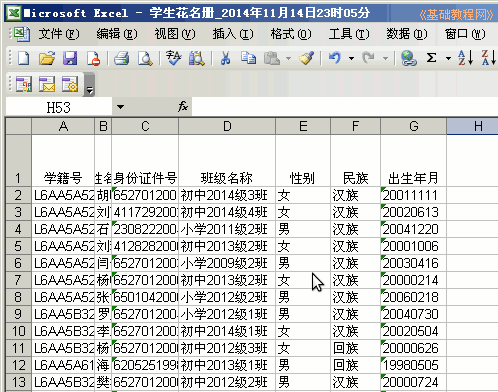 Microsoft Excel - 学生花名册_2014年11月14日23时05分
《基础教程网》
文件(F) 编辑(E) 视图(V) 插入(I) 格式(O) 工具(T) 数据(D) 窗口(W)
H53 fx
A B C D E F G H
1 学籍号 姓名 身份证件号 班级名称 性别 民族 出生年月
2 L6AA5A52 胡 652701200 初中2014级3班 女 汉族 20011111
3 L6AA5A52 刘 411729200 初中2014级4班 女 汉族 20020613
4 L6AA5A52 石 230822200 小学2011级2班 男 汉族 20041220
5 L6AA5A52 刘 412828200 初中2013级2班 女 汉族 20001006
6 L6AA5A52 闫 652701200 小学2009级2班 男 汉族 20030416
7 L6AA5A52 杨 652701200 初中2013级2班 女 汉族 20000214
8 L6AA5A52 张 650104200 小学2012级2班 男 汉族 20060218
9 L6AA5B32 罗 652701200 小学2012级1班 男 汉族 20040730
10 L6AA5B32 李 652701200 初中2014级1班 男 汉族 20020504
11 L6AA5B32 杨 652701200 初中2012级3班 女 回族 20000626
12 L6AA5A61 海 620525199 初中2013级1班 男 回族 19980505
13 L6AA5B32 樊 652701200 初中2013级2班 男 汉族 20000724